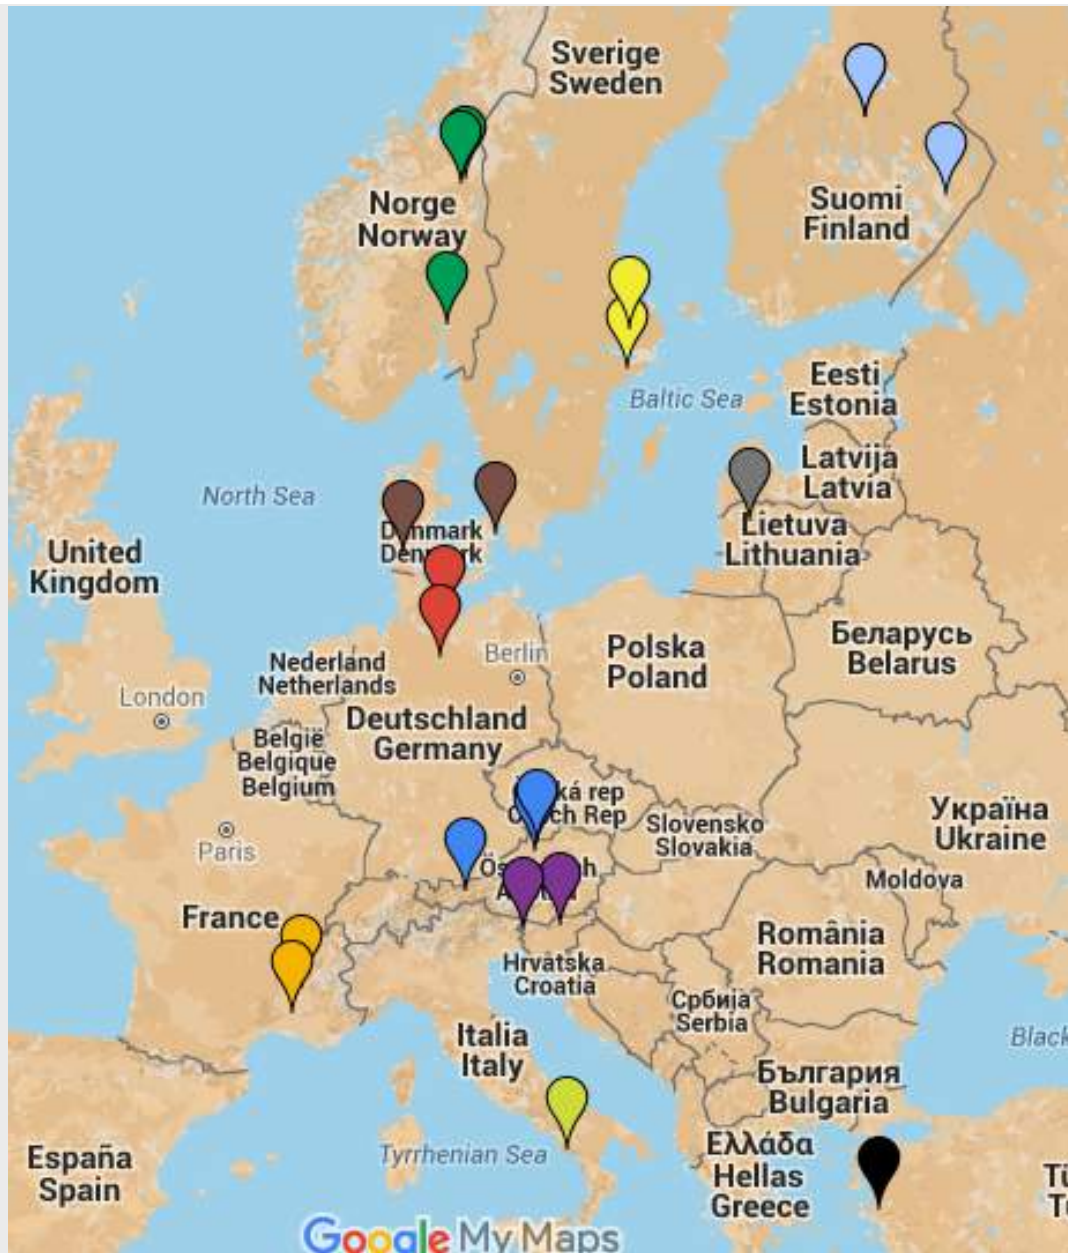 Sverige
Sweden
Norge
Norway
Suomi
Finland
Eesti
Estonia
Baltic Sea
Latvija
Latvia
North Sea
Lietuva
Lithuania
United
Kingdom
Беларусь
Belarus
Polska
Poland
Berlin
Nederland
Netherlands
London
Deutschland
Germany
België
Belgique
Belgium
Paris
Slovensko
Slovakia
Україна
Ukraine
Moldova
France
România
Romania
Hrvatska
Croatia
Србија
Serbia
Italia
Italy
Black
България
Bulgaria
Tyrrhenian Sea
Ελλάδα
Hellas
Greece
España
Spain
Google My Maps